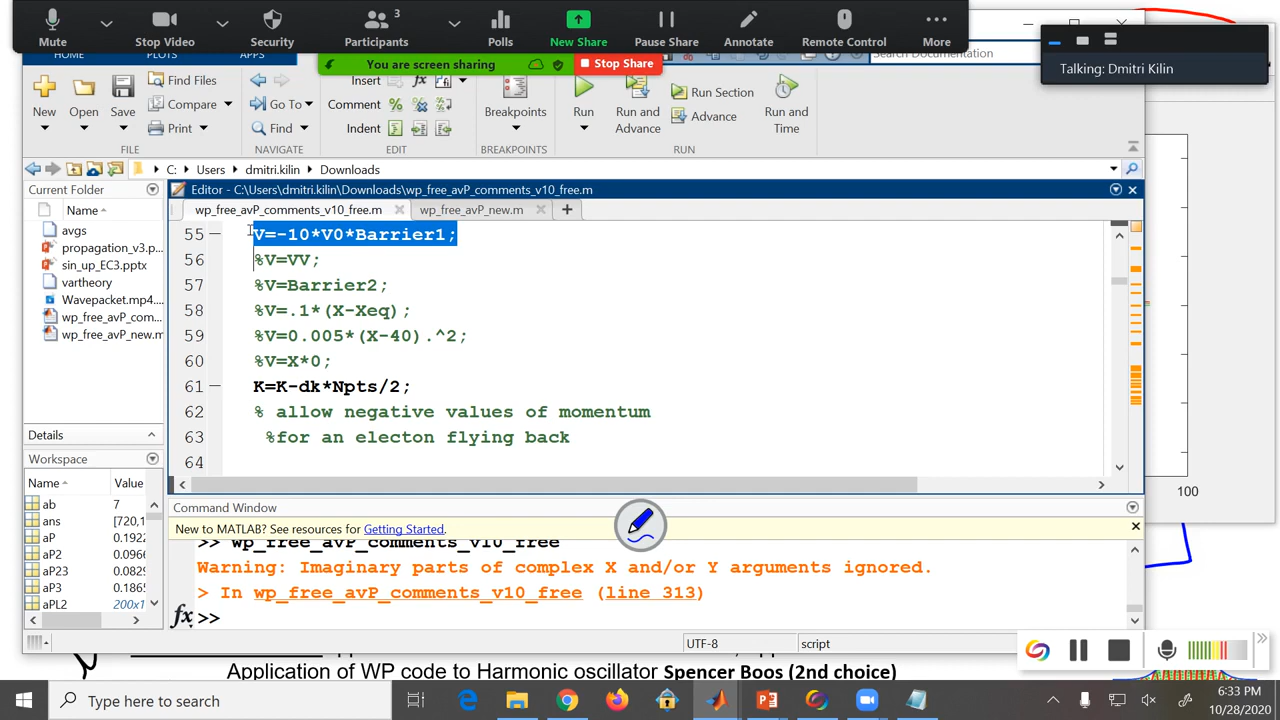 3
Mute
Stop Video
Security
Participants
Polls
New Share
Pause Share
Annotate
Remote Control
More
You are screen sharing
Stop Share
Talking: Dmitri Kilin
HOME
PLOTS
APPS
Search Documentation
New
Open
Save
Find Files
Compare
Print
Go To
Find
Insert
Comment
Indent
Breakpoints
Run
Run and Advance
Run Section
Advance
Run and Time
FILE
NAVIGATE
EDIT
BREAKPOINTS
RUN
C: Users dmitri.kilin Downloads
Current Folder
Editor - C:\Users\dmitri.kilin\Downloads\wp_free_avP_comments_v10_free.m
Name
wp_free_avP_comments_v10_free.m
wp_free_avP_new.m
avgs
propagation_v3.p...
sin_up_EC3.pptx
vartheory
Wavepacket.mp4...
wp_free_avP_com...
wp_free_avP_new.m
55 V=-10*V0*Barrier1;
56 %V=VV;
57 %V=Barrier2;
58 %V=.1*(X-Xeq);
59 %V=0.005*(X-40).^2;
60 %V=X*0;
61 K=K-dk*Npts/2;
62 % allow negative values of momentum
63 %for an electon flying back
64
100
Details
Workspace
Name Value
ab 7
ans [720,1
aP 0.192
aP2 0.0966
aP23 0.0829
aP3 0.1865
aPL2 200x1
Command Window
New to MATLAB? See resources for Getting Started.
>> wp_free_avP_comments_v10_free
Warning: Imaginary parts of complex X and/or Y arguments ignored.
> In wp_free_avP_comments_v10_free (line 313)
fx >>
UTF-8
script
Application of WP code to Harmonic oscillator Spencer Boos (2nd choice)
Type here to search
6:33 PM
10/28/2020